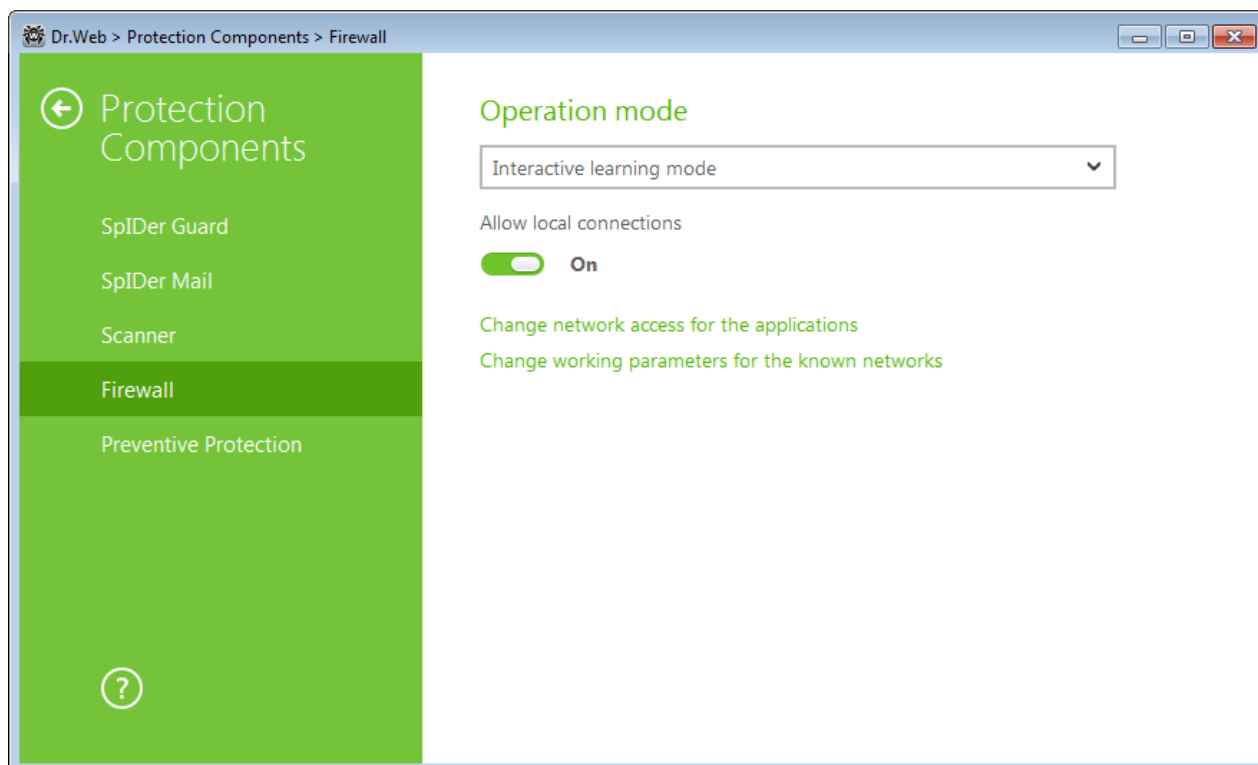 Dr.Web > Protection Components > Firewall
Protection
Components
SpIDer Guard
SpIDer Mail
Scanner
Firewall
Preventive Protection
?
Operation mode
Interactive learning mode
Allow local connections
On
Change network access for the applications
Change working parameters for the known networks